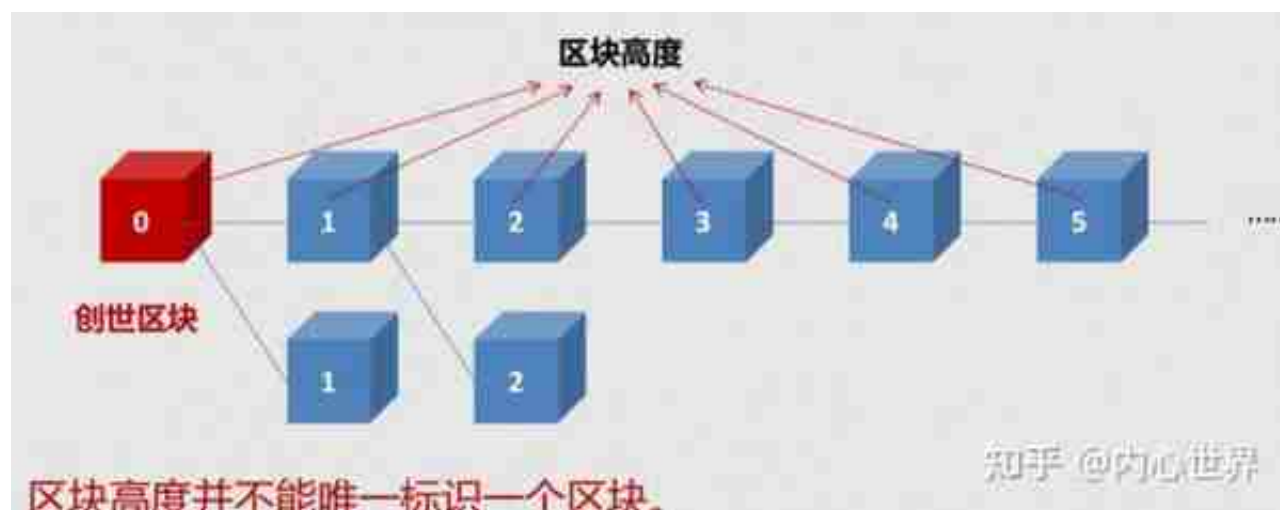 区块高度
0 1 2 3 4 5 ......
创世区块
1 2
知乎 @内心世界
区块高度并不能唯一标识一个区块。